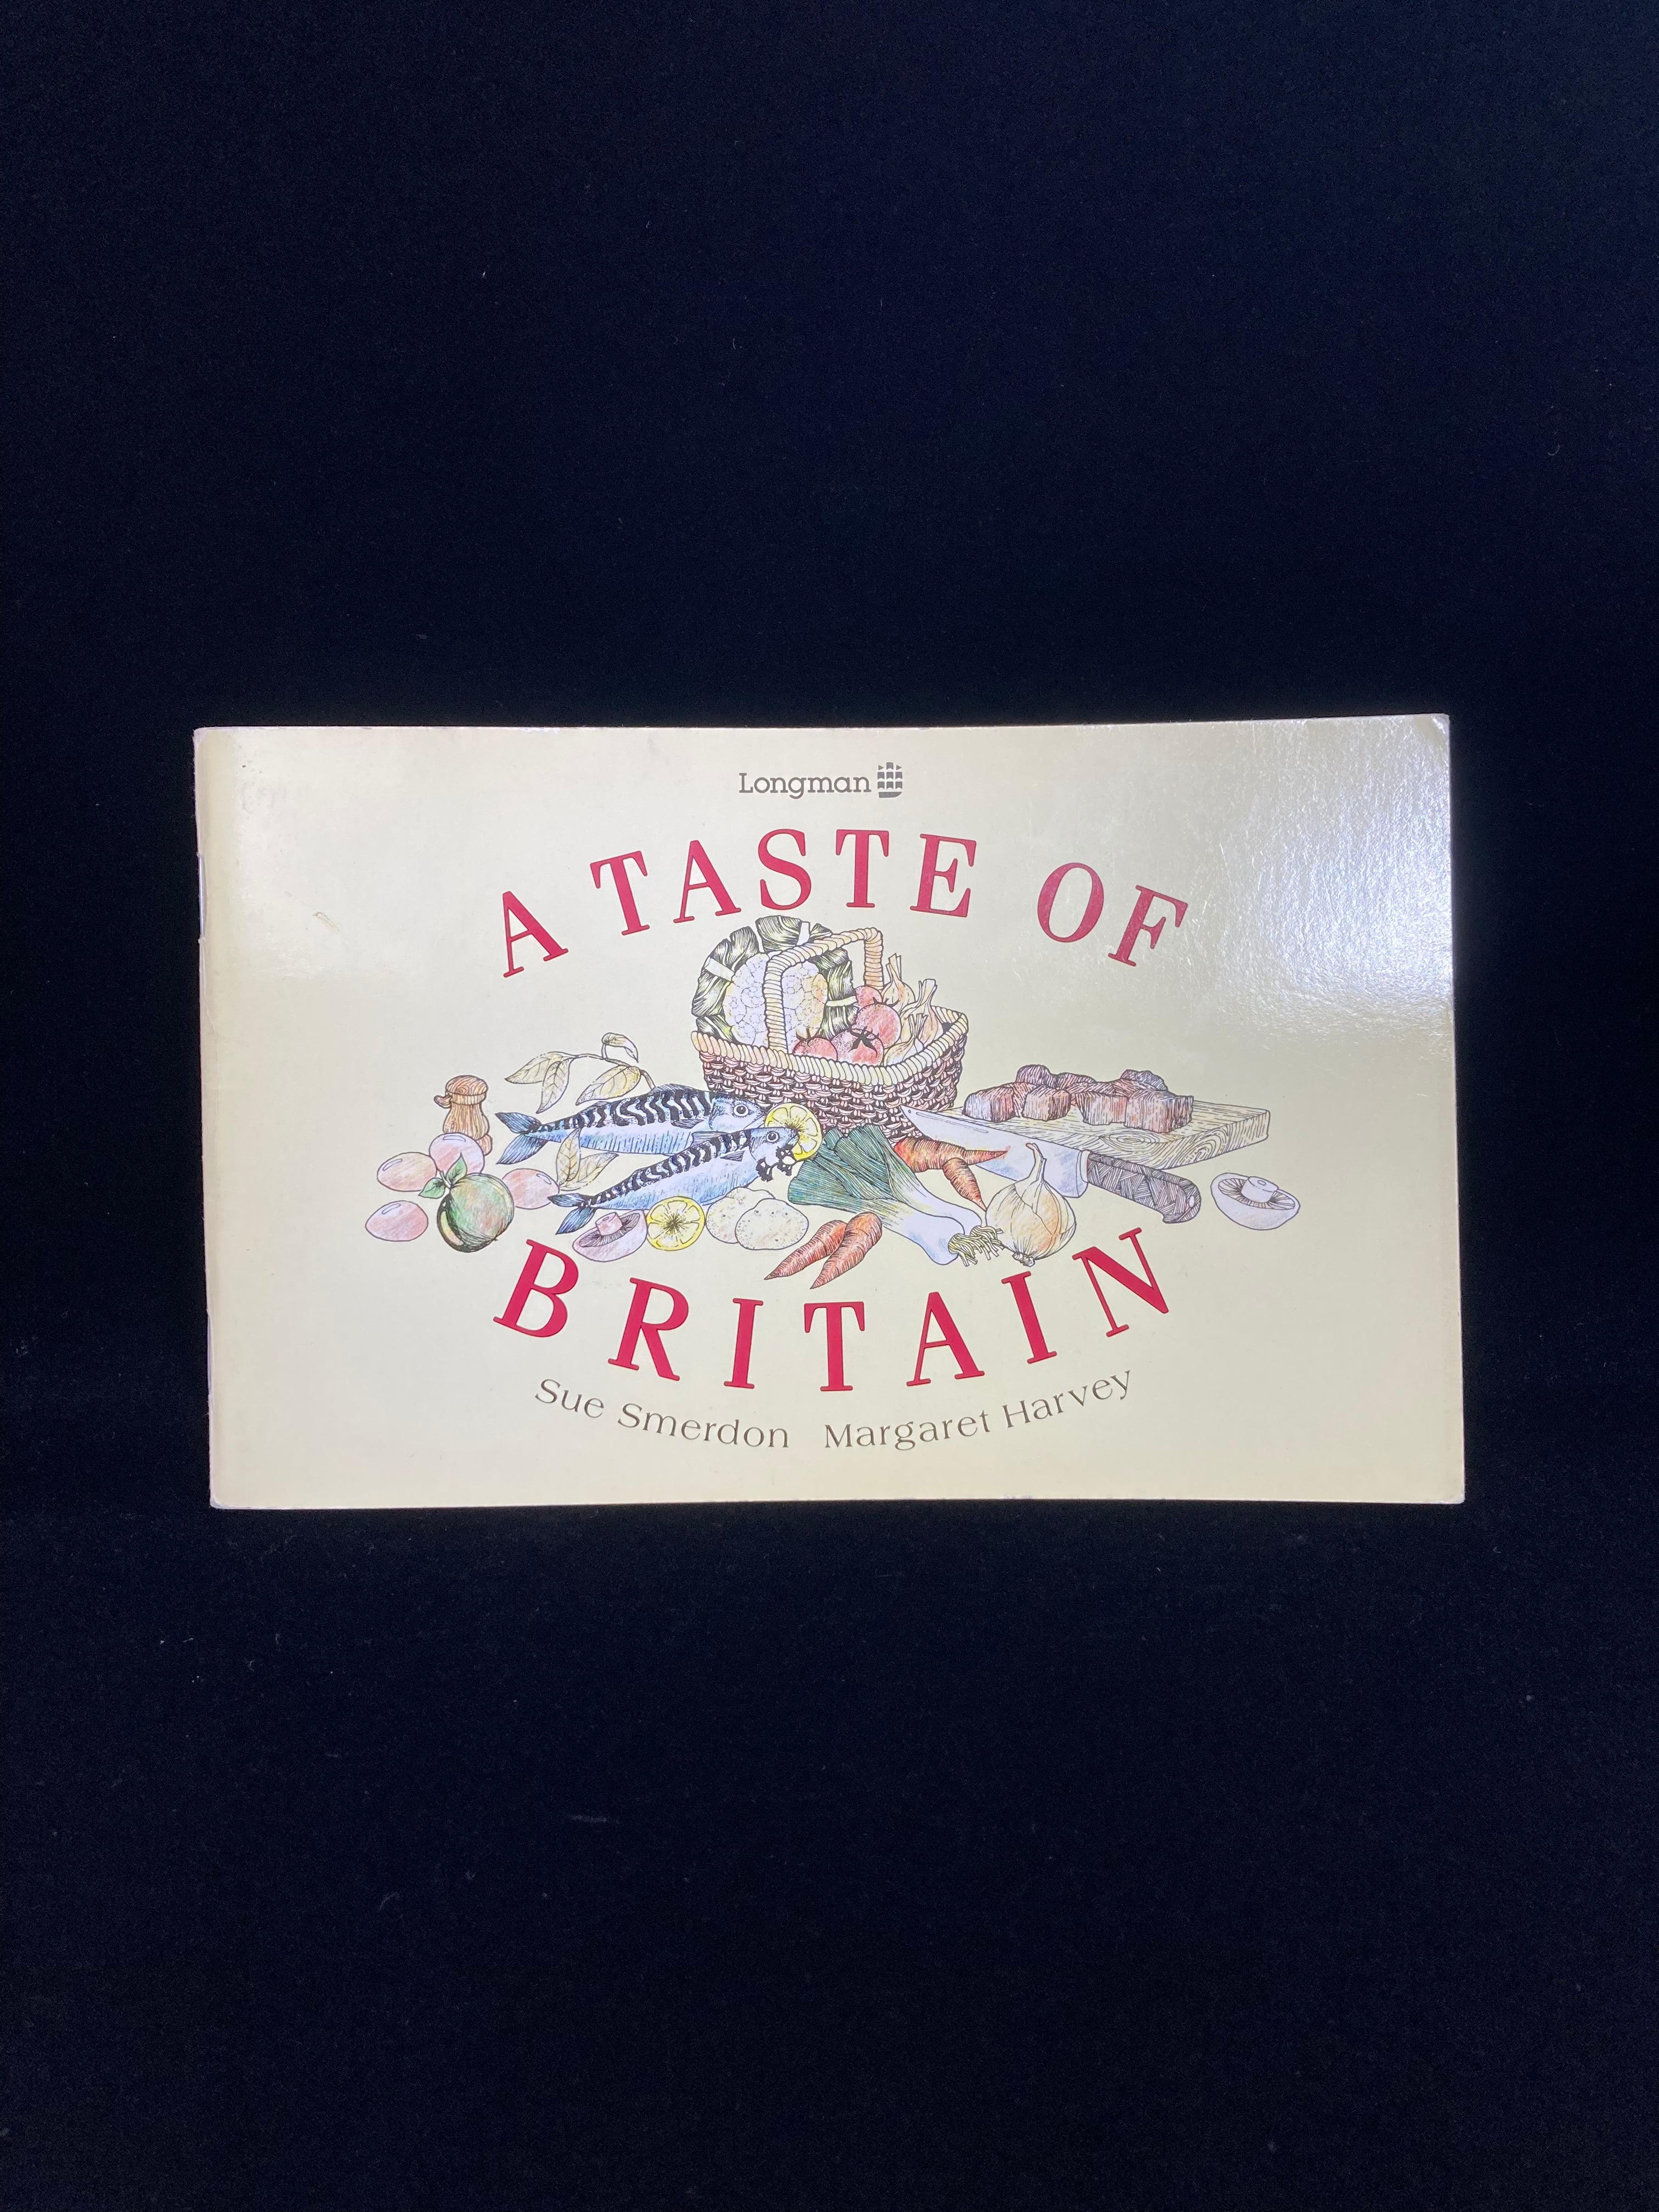 Longman
A TASTE OF
BRITAIN
Sue Smerdon Margaret Harvey